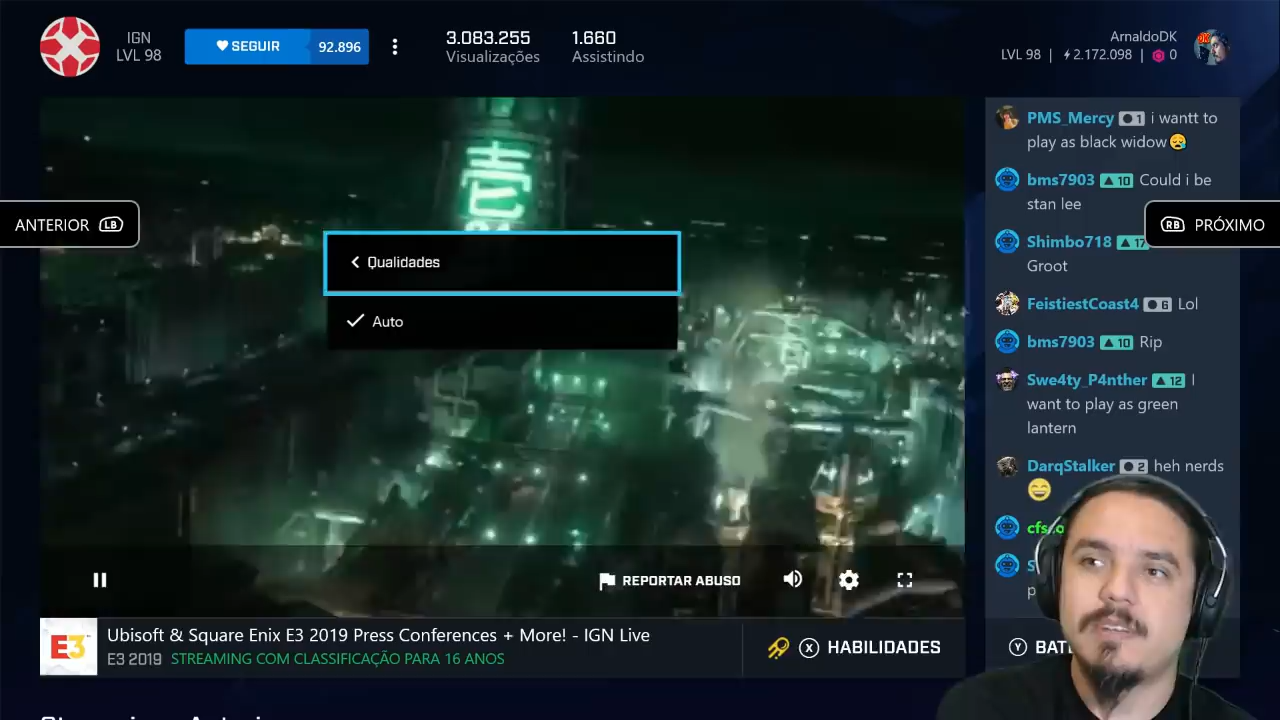 IGN
LVL 98
SEGUIR 92.896
3.083.255
Visualizações
1.660
Assistindo
ArnaldoDK
LVL 98 | 2.172.098 | 0
ANTERIOR LB
RB PRÓXIMO
壱
Qualidades
Auto
PMS_Mercy 1 i wantt to
play as black widow
bms7903 10 Could i be
stan lee
Shimbo718 17
Groot
FeistiestCoast4 6 Lol
bms7903 10 Rip
Swe4ty_P4nther 12 I
want to play as green
lantern
DarqStalker 2 heh nerds
REPORTAR ABUSO
E3
Ubisoft & Square Enix E3 2019 Press Conferences + More! - IGN Live
E3 2019 STREAMING COM CLASSIFICAÇÃO PARA 16 ANOS
X HABILIDADES
Y